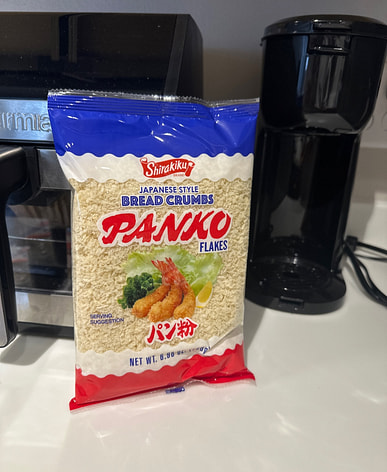 Shirakiku
JAPANESE STYLE
BREAD CRUMBS
PANKO
FLAKES
SERVING
SUGGESTION
パン粉
NET WT.